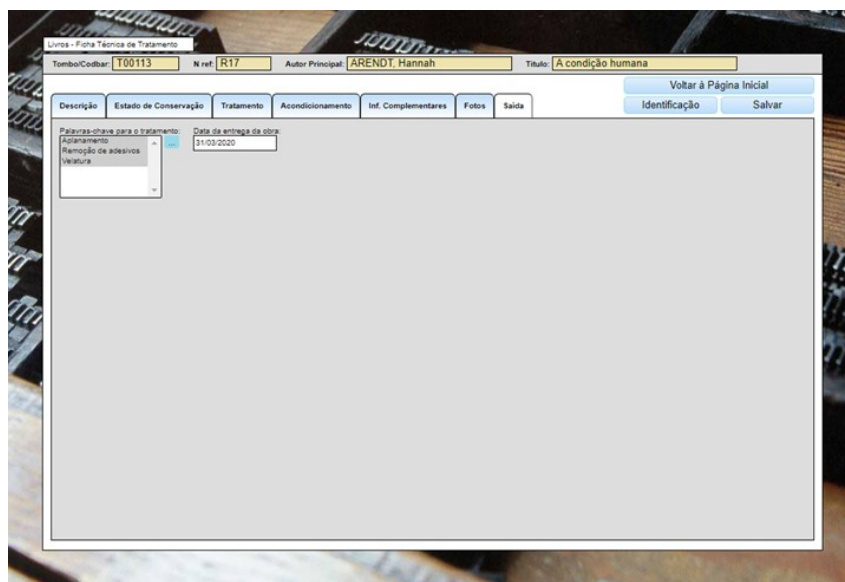 Livros - Ficha Técnica de Tratamento
Tombo/Codbar: T00113 N ref: R17 Autor Principal: ARENDT, Hannah Título: A condição humana
Voltar à Página Inicial
Descrição Estado de Conservação Tratamento Acondicionamento Inf. Complementares Fotos Saída Identificação Salvar
Palavras-chave para o tratamento: Data da entrega da obra:
Aplanamento ... 31/03/2020
Remoção de adesivos
Velatura